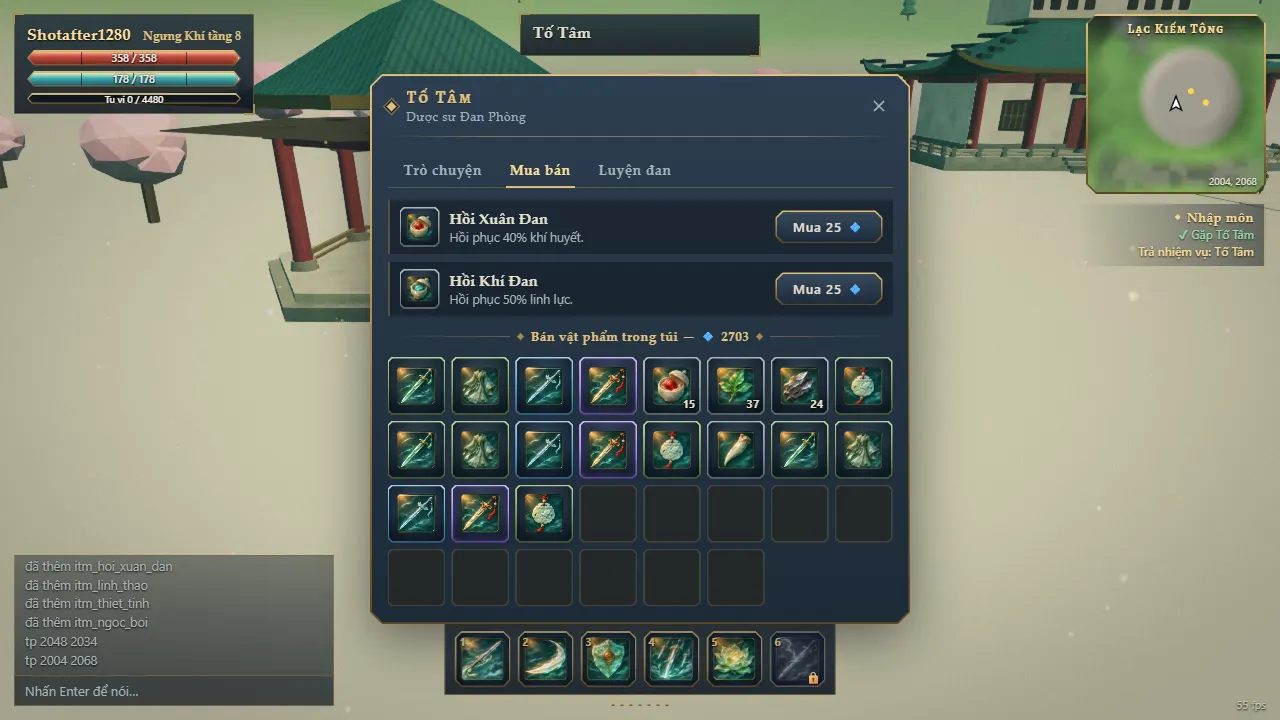 Shotafter1280 Ngưng Khí tầng 8
358 / 358
178 / 178
Tu vi 0 / 4480
Tố Tâm
LẠC KIẾM TÔNG
2004, 2068
Nhập môn
✓ Gặp Tố Tâm
Trả nhiệm vụ: Tố Tâm
TỐ TÂM
Dược sư Đan Phòng
Trò chuyện Mua bán Luyện đan
Hồi Xuân Đan
Hồi phục 40% khí huyết.
Mua 25
Hồi Khí Đan
Hồi phục 50% linh lực.
Mua 25
Bán vật phẩm trong túi — 2703
15 37 24
đã thêm itm_hoi_xuan_dan
đã thêm itm_linh_thao
đã thêm itm_thiet_tinh
đã thêm itm_ngoc_boi
tp 2048 2034
tp 2004 2068
Nhấn Enter để nói...
1 2 3 4 5 6
55 fps